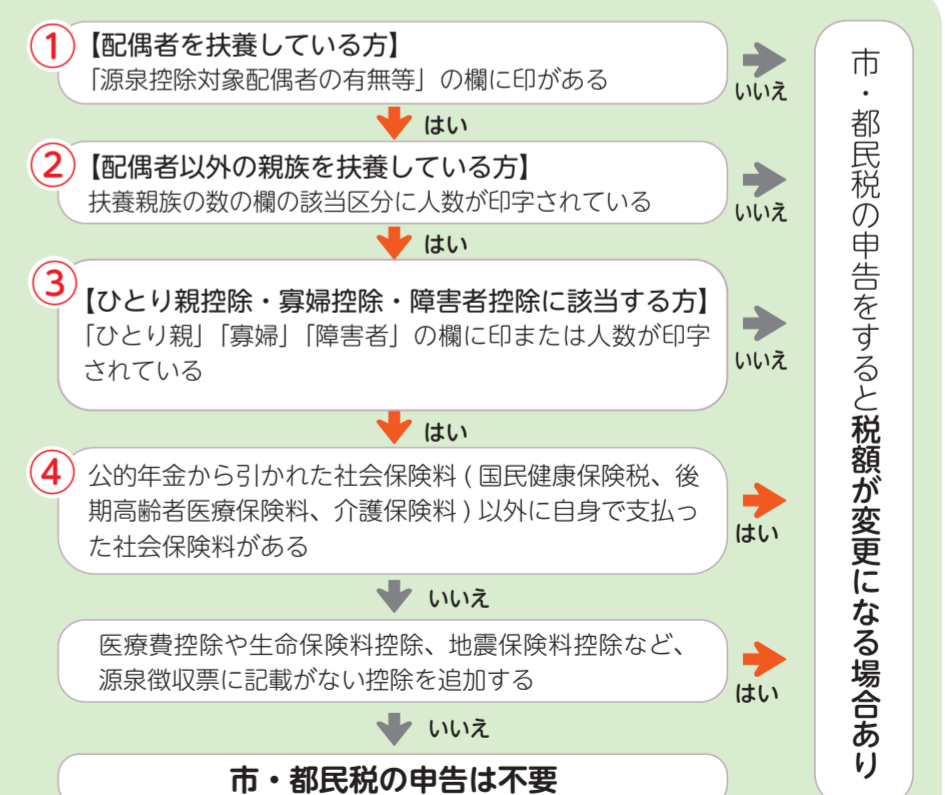 ①【配偶者を扶養している方】
「源泉控除対象配偶者の有無等」の欄に印がある
いいえ
はい
②【配偶者以外の親族を扶養している方】
扶養親族の数の欄の該当区分に人数が印字されている
いいえ
はい
③【ひとり親控除・寡婦控除・障害者控除に該当する方】
「ひとり親」「寡婦」「障害者」の欄に印または人数が印字
されている
いいえ
はい
④ 公的年金から引かれた社会保険料(国民健康保険税、後
期高齢者医療保険料、介護保険料)以外に自身で支払っ
た社会保険料がある
はい
いいえ
医療費控除や生命保険料控除、地震保険料控除など、
源泉徴収票に記載がない控除を追加する
はい
いいえ
市・都民税の申告は不要
市・都民税の申告をすると税額が変更になる場合あり